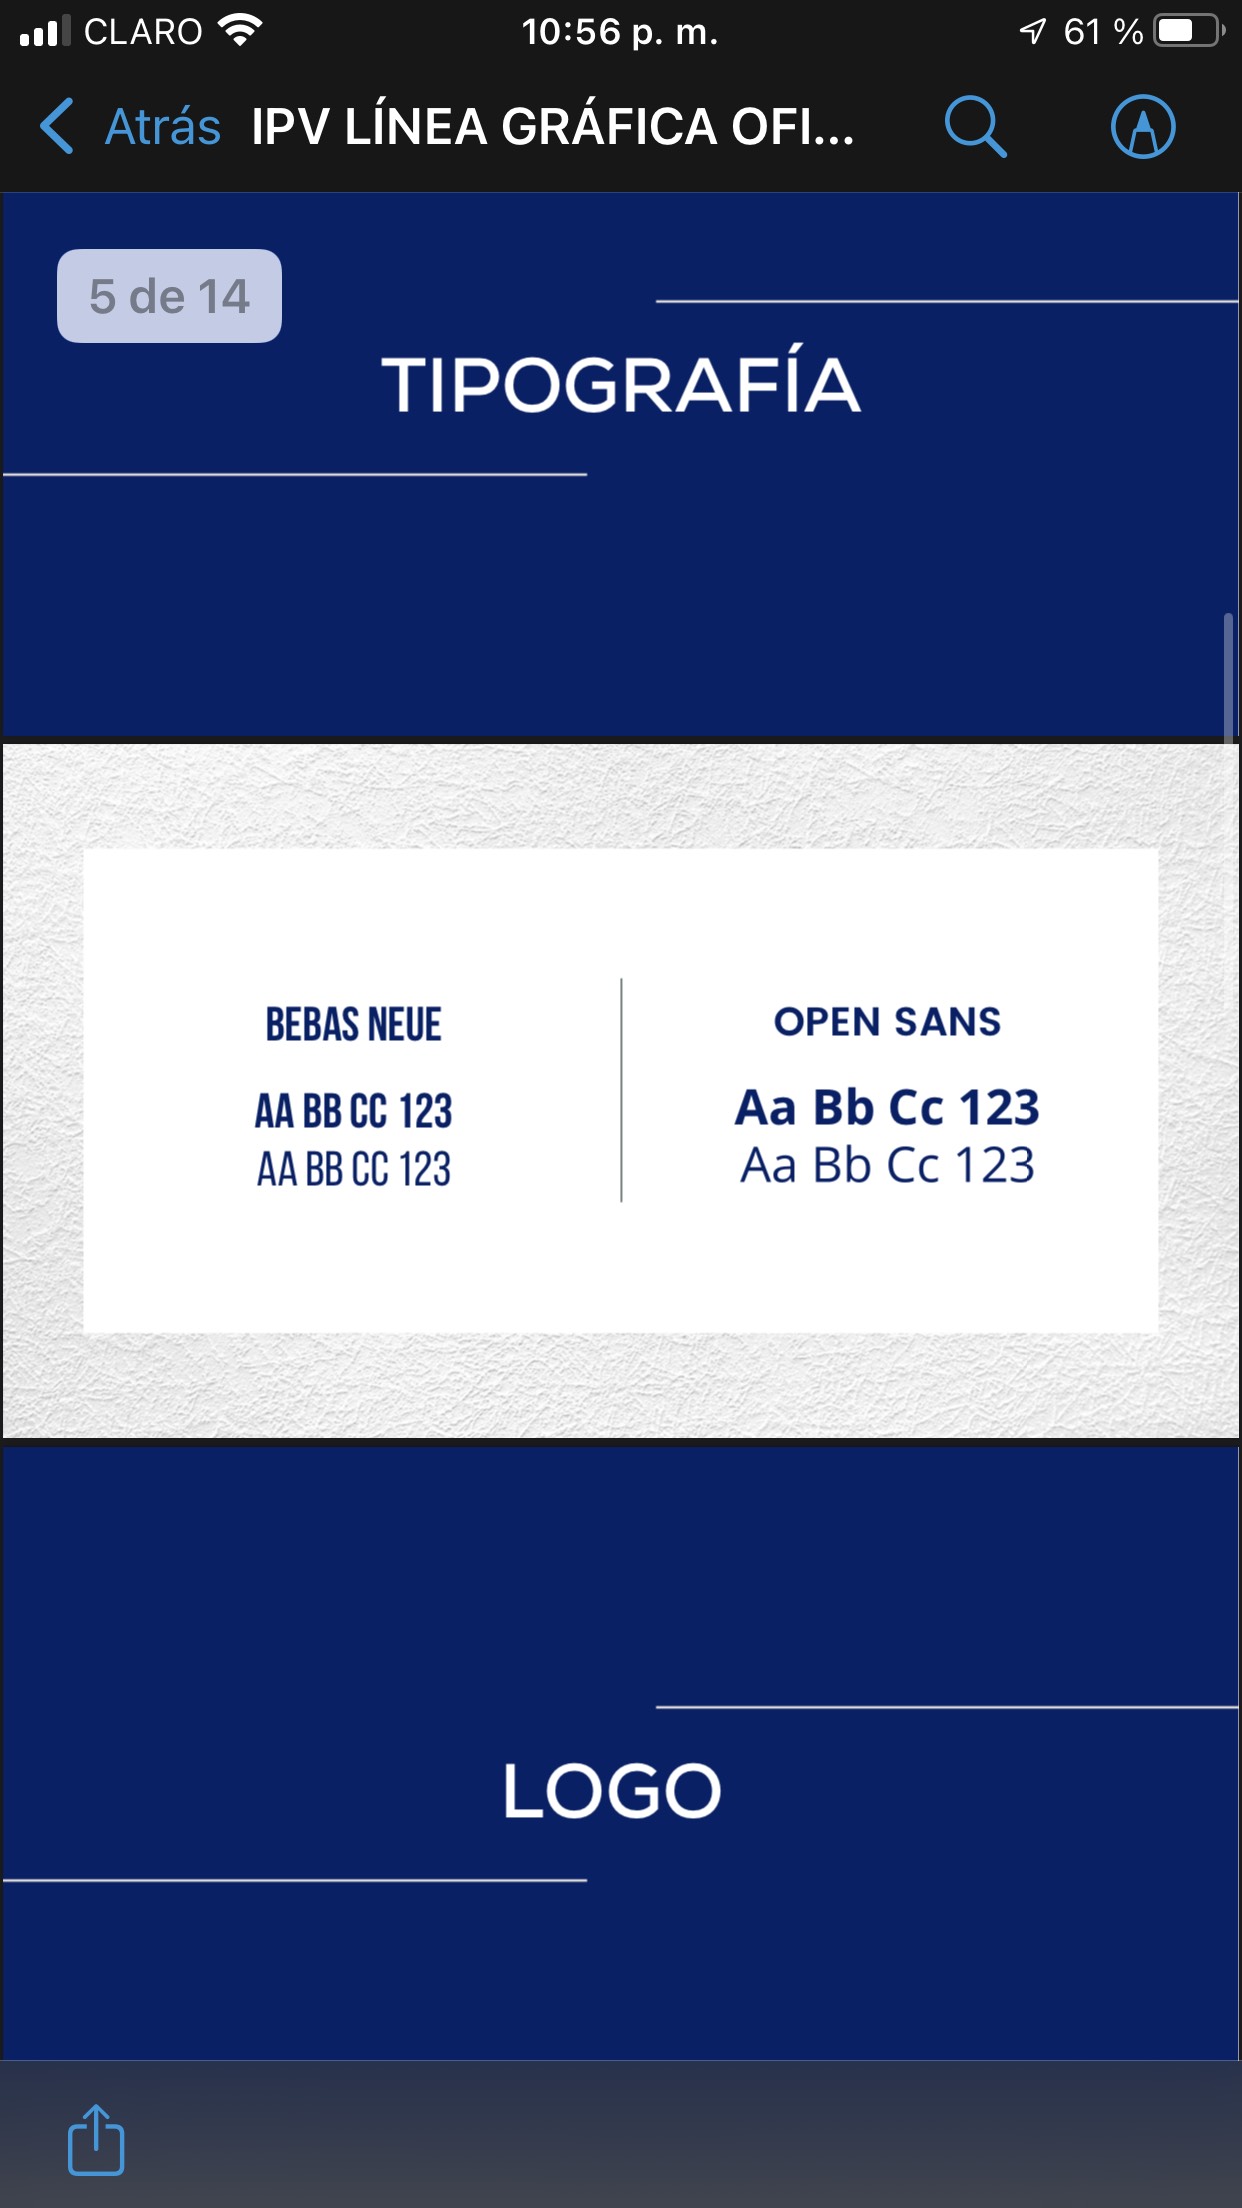 CLARO 10:56 p. m. 61 %
Atrás IPV LÍNEA GRÁFICA OFI...
5 de 14
TIPOGRAFÍA
BEBAS NEUE
AA BB CC 123
AA BB CC 123
OPEN SANS
Aa Bb Cc 123
Aa Bb Cc 123
LOGO